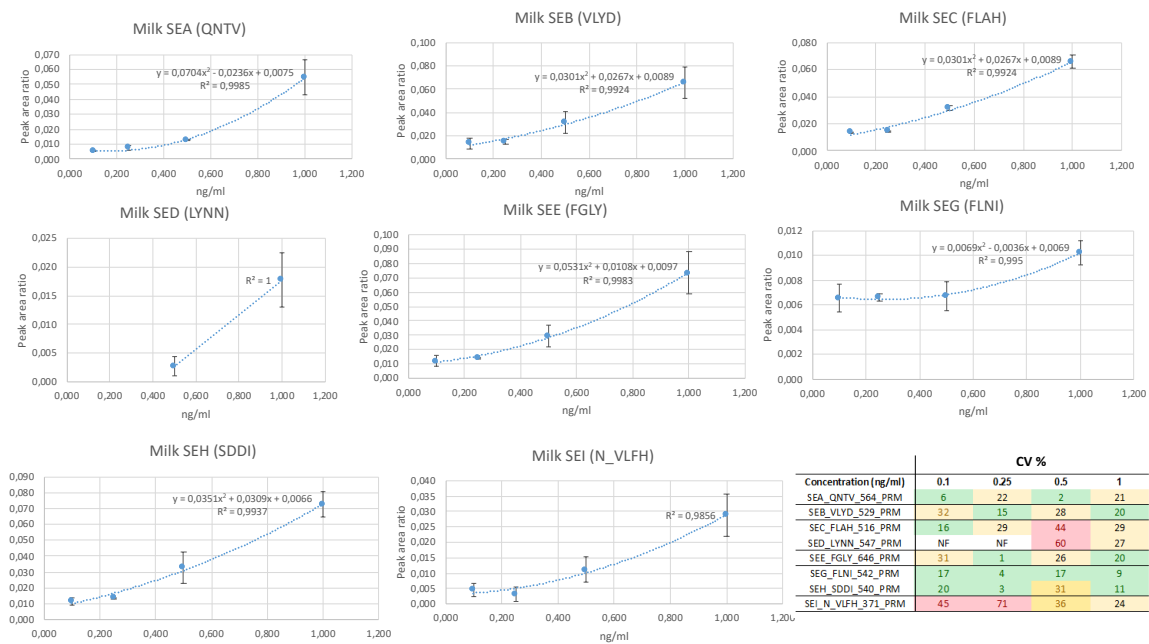 Milk SEA (QNTV)
Peak area ratio
0,070
0,060
0,050
0,040
0,030
0,020
0,010
0,000
y = 0,0704x² - 0,0236x + 0,0075
R² = 0,9985
0,000 0,200 0,400 0,600 0,800 1,000 1,200
ng/ml
Milk SEB (VLYD)
Peak area ratio
0,100
0,080
0,060
0,040
0,020
0,000
y = 0,0301x² + 0,0267x + 0,0089
R² = 0,9924
0,000 0,200 0,400 0,600 0,800 1,000 1,200
ng/ml
Milk SEC (FLAH)
Peak area ratio
0,080
0,060
0,040
0,020
0,000
y = 0,0301x² + 0,0267x + 0,0089
R² = 0,9924
0,000 0,200 0,400 0,600 0,800 1,000 1,200
ng/ml
Milk SED (LYNN)
Peak area ratio
0,025
0,020
0,015
0,010
0,005
0,000
R² = 1
0,000 0,200 0,400 0,600 0,800 1,000 1,200
ng/ml
Milk SEE (FGLY)
Peak area ratio
0,100
0,090
0,080
0,070
0,060
0,050
0,040
0,030
0,020
0,010
0,000
y = 0,0531x² + 0,0108x + 0,0097
R² = 0,9983
0,000 0,200 0,400 0,600 0,800 1,000 1,200
ng/ml
Milk SEG (FLNI)
Peak area ratio
0,012
0,010
0,008
0,006
0,004
0,002
0,000
y = 0,0069x² - 0,0036x + 0,0069
R² = 0,995
0,000 0,200 0,400 0,600 0,800 1,000 1,200
ng/ml
Milk SEH (SDDI)
Peak area ratio
0,090
0,080
0,070
0,060
0,050
0,040
0,030
0,020
0,010
0,000
y = 0,0351x² + 0,0309x + 0,0066
R² = 0,9937
0,000 0,200 0,400 0,600 0,800 1,000 1,200
ng/ml
Milk SEI (N_VLFH)
Peak area ratio
0,040
0,035
0,030
0,025
0,020
0,015
0,010
0,005
0,000
R² = 0,9856
0,000 0,200 0,400 0,600 0,800 1,000 1,200
ng/ml
CV %
Concentration (ng/ml) 0.1 0.25 0.5 1
SEA_QNTV_564_PRM 6 22 2 21
SEB_VLYD_529_PRM 32 15 28 20
SEC_FLAH_516_PRM 16 29 44 29
SED_LYNN_547_PRM NF NF 60 27
SEE_FGLY_646_PRM 31 1 26 20
SEG_FLNI_542_PRM 17 4 17 9
SEH_SDDI_540_PRM 20 3 31 11
SEI_N_VLFH_371_PRM 45 71 36 24